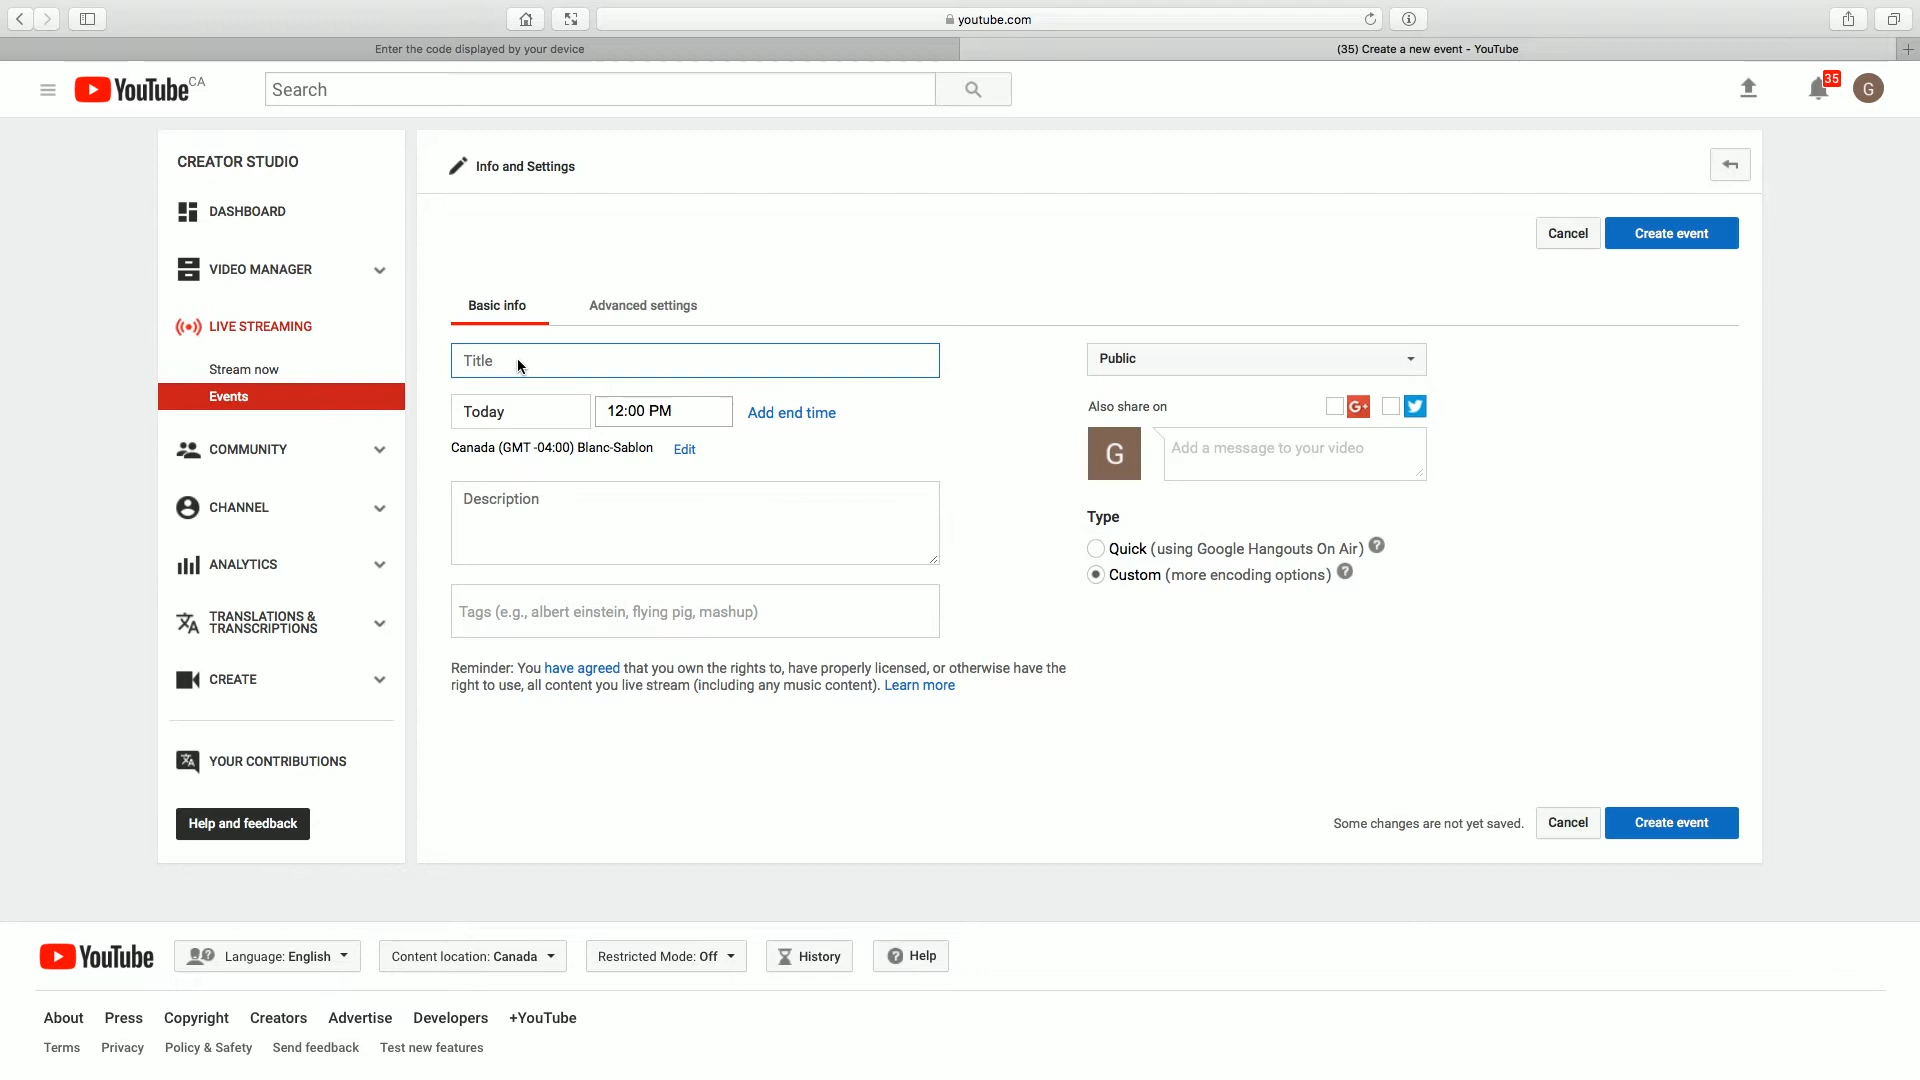 youtube.com
Enter the code displayed by your device
(35) Create a new event - YouTube
YouTube CA
Search
35
G
CREATOR STUDIO
DASHBOARD
VIDEO MANAGER
LIVE STREAMING
Stream now
Events
COMMUNITY
CHANNEL
ANALYTICS
TRANSLATIONS &
TRANSCRIPTIONS
CREATE
YOUR CONTRIBUTIONS
Help and feedback
Info and Settings
Cancel
Create event
Basic info
Advanced settings
Title
Today
12:00 PM
Add end time
Canada (GMT -04:00) Blanc-Sablon
Edit
Description
Tags (e.g., albert einstein, flying pig, mashup)
Reminder: You have agreed that you own the rights to, have properly licensed, or otherwise have the
right to use, all content you live stream (including any music content). Learn more
Public
Also share on
G+
G
Add a message to your video
Type
Quick (using Google Hangouts On Air) ?
Custom (more encoding options) ?
Some changes are not yet saved.
Cancel
Create event
YouTube
Language: English
Content location: Canada
Restricted Mode: Off
History
Help
About Press Copyright Creators Advertise Developers +YouTube
Terms Privacy Policy & Safety Send feedback Test new features